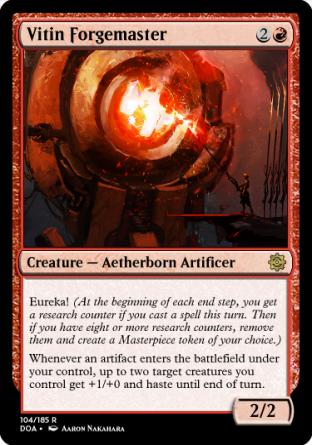 Vitin Forgemaster 2
Creature — Aetherborn Artificer
Eureka! (At the beginning of each end step, you get
a research counter if you cast a spell this turn. Then
if you have eight or more research counters, remove
them and create a Masterpiece token of your choice.)
Whenever an artifact enters the battlefield under
your control, up to two target creatures you
control get +1/+0 and haste until end of turn.
2/2
104/185 R
DOA • Aaron Nakahara